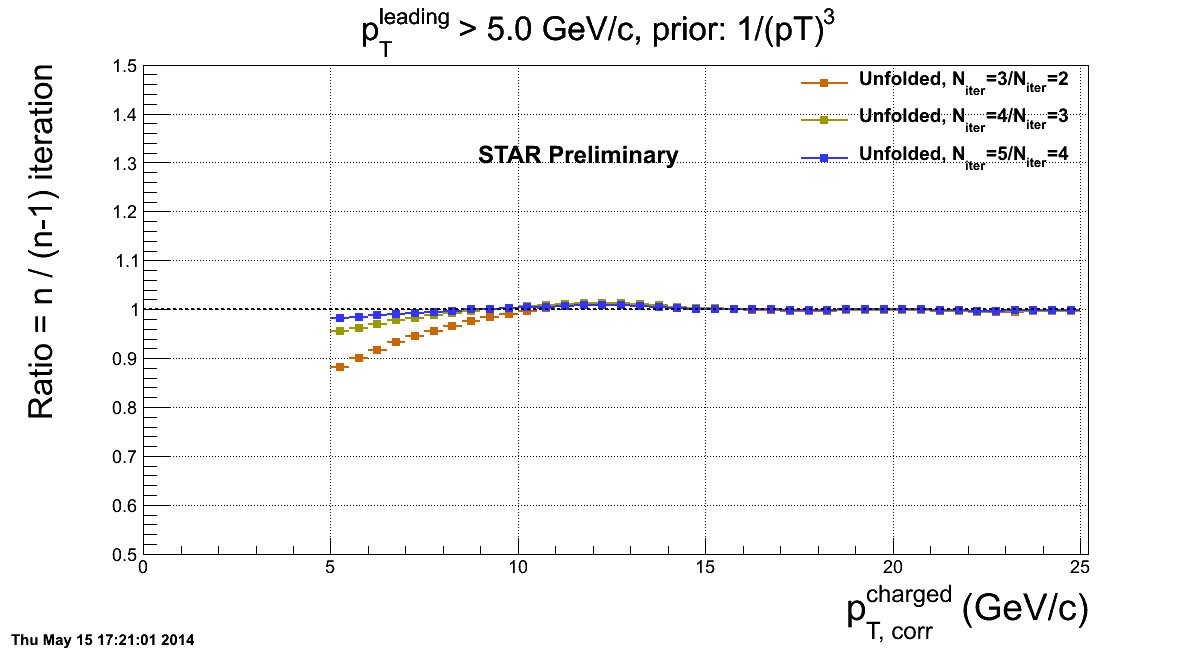 p_T^leading > 5.0 GeV/c, prior: 1/(pT)^3
Ratio = n / (n-1) iteration
1.5
1.4
1.3
1.2
1.1
1
0.9
0.8
0.7
0.6
0.5
Unfolded, N_iter=3/N_iter=2
Unfolded, N_iter=4/N_iter=3
Unfolded, N_iter=5/N_iter=4
STAR Preliminary
0 5 10 15 20 25
p_T, corr^charged (GeV/c)
Thu May 15 17:21:01 2014